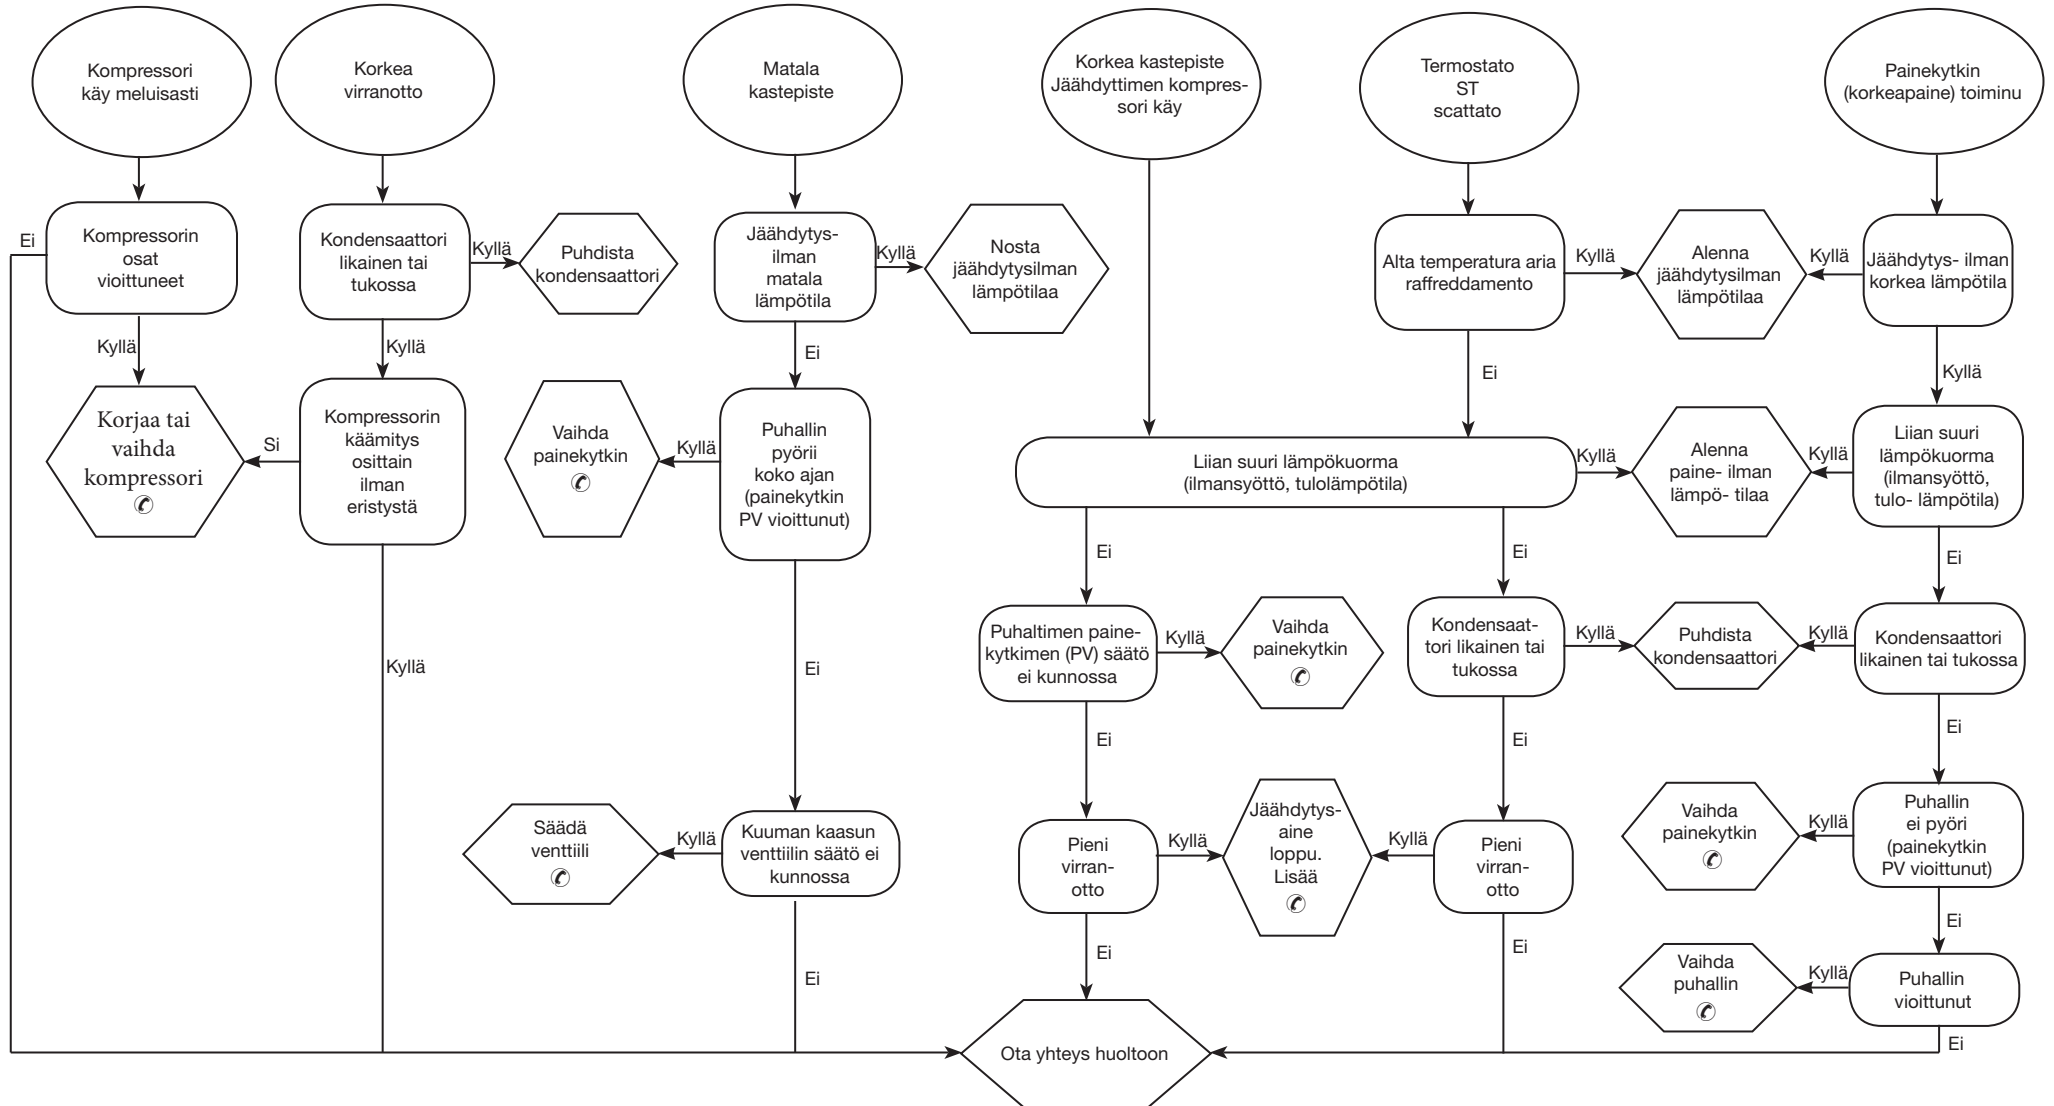 Kompressori
käy meluisasti
Korkea
virranotto
Matala
kastepiste
Korkea kastepiste
Jäähdyttimen kompres-
sori käy
Termostato
ST
scattato
Painekytkin
(korkeapaine) toiminu
Ei
Kompressorin
osat
vioittuneet
Kondensaattori
likainen tai
tukossa
Kyllä
Puhdista
kondensaattori
Jäähdytys-
ilman
matala
lämpötila
Kyllä
Nosta
jäähdytysilman
lämpötilaa
Alta temperatura aria
raffreddamento
Kyllä
Alenna
jäähdytysilman
lämpötilaa
Kyllä
Jäähdytys- ilman
korkea lämpötila
Kyllä
Kyllä
Ei
Ei
Kyllä
Korjaa tai
vaihda
kompressori
Si
Kompressorin
käämitys
osittain
ilman
eristystä
Vaihda
painekytkin
Kyllä
Puhallin
pyörii
koko ajan
(painekytkin
PV vioittunut)
Liian suuri lämpökuorma
(ilmansyöttö, tulolämpötila)
Kyllä
Alenna
paine- ilman
lämpö- tilaa
Kyllä
Liian suuri
lämpökuorma
(ilmansyöttö,
tulo- lämpötila)
Ei
Ei
Ei
Kyllä
Ei
Puhaltimen paine-
kytkimen (PV) säätö
ei kunnossa
Kyllä
Vaihda
painekytkin
Kondensaat-
tori likainen tai
tukossa
Kyllä
Puhdista
kondensaattori
Kyllä
Kondensaattori
likainen tai tukossa
Ei
Ei
Ei
Säädä
venttiili
Kyllä
Kuuman kaasun
venttiilin säätö ei
kunnossa
Pieni
virran-
otto
Kyllä
Jäähdytys-
aine
loppu.
Lisää
Kyllä
Pieni
virran-
otto
Vaihda
painekytkin
Kyllä
Puhallin
ei pyöri
(painekytkin
PV vioittunut)
Ei
Ei
Ei
Ei
Vaihda
puhallin
Kyllä
Puhallin
vioittunut
Ota yhteys huoltoon
Ei